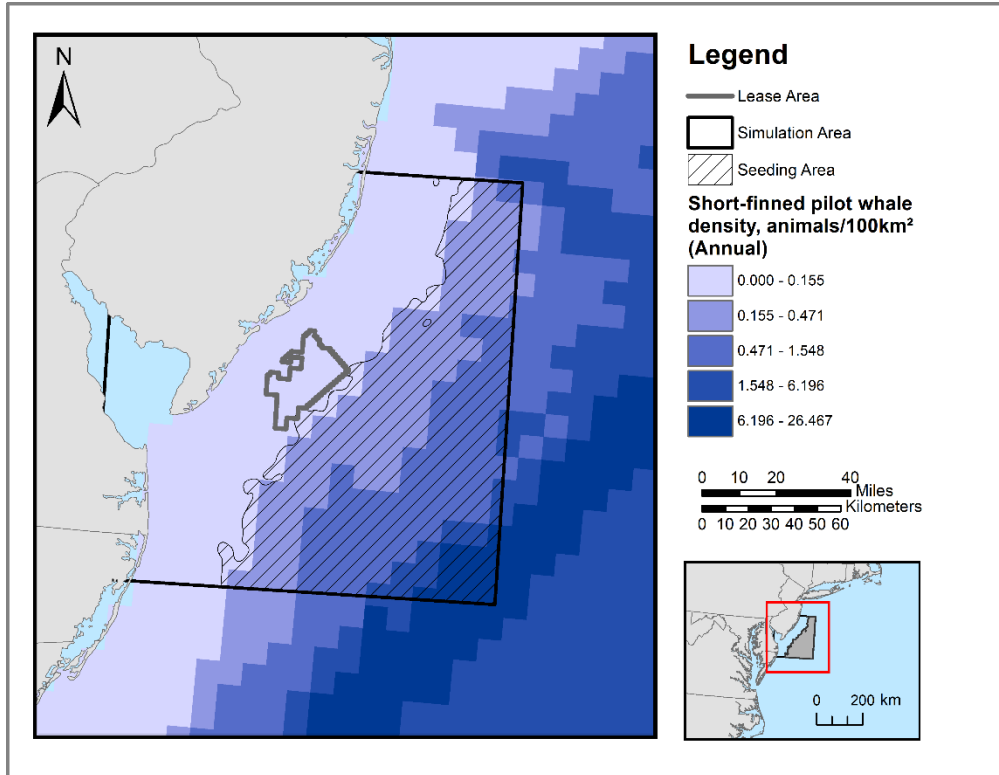 N
Legend
Lease Area
Simulation Area
Seeding Area
Short-finned pilot whale
density, animals/100km²
(Annual)
0.000 - 0.155
0.155 - 0.471
0.471 - 1.548
1.548 - 6.196
6.196 - 26.467
0 10 20 40
Miles
Kilometers
0 10 20 30 40 50 60
0 200 km